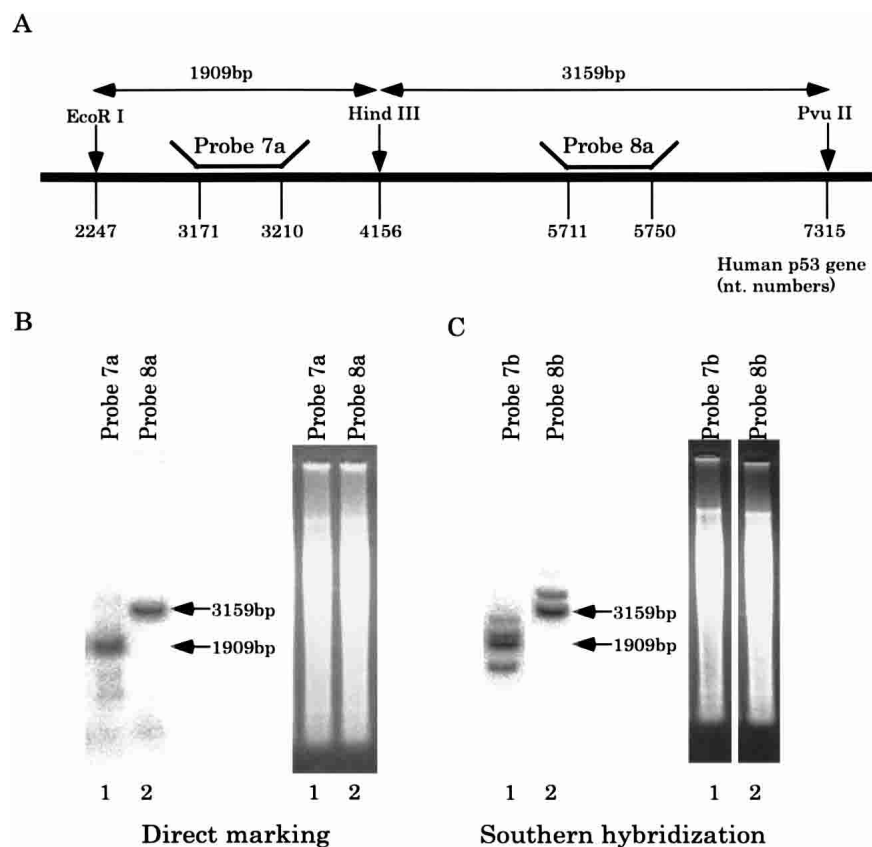 A
1909bp
3159bp
EcoR I
Hind III
Pvu II
Probe 7a
Probe 8a
2247
3171
3210
4156
5711
5750
7315
Human p53 gene
(nt. numbers)
B
Probe 7a
Probe 8a
Probe 7a
Probe 8a
3159bp
1909bp
1
2
1
2
Direct marking
C
Probe 7b
Probe 8b
Probe 7b
Probe 8b
3159bp
1909bp
1
2
1
2
Southern hybridization